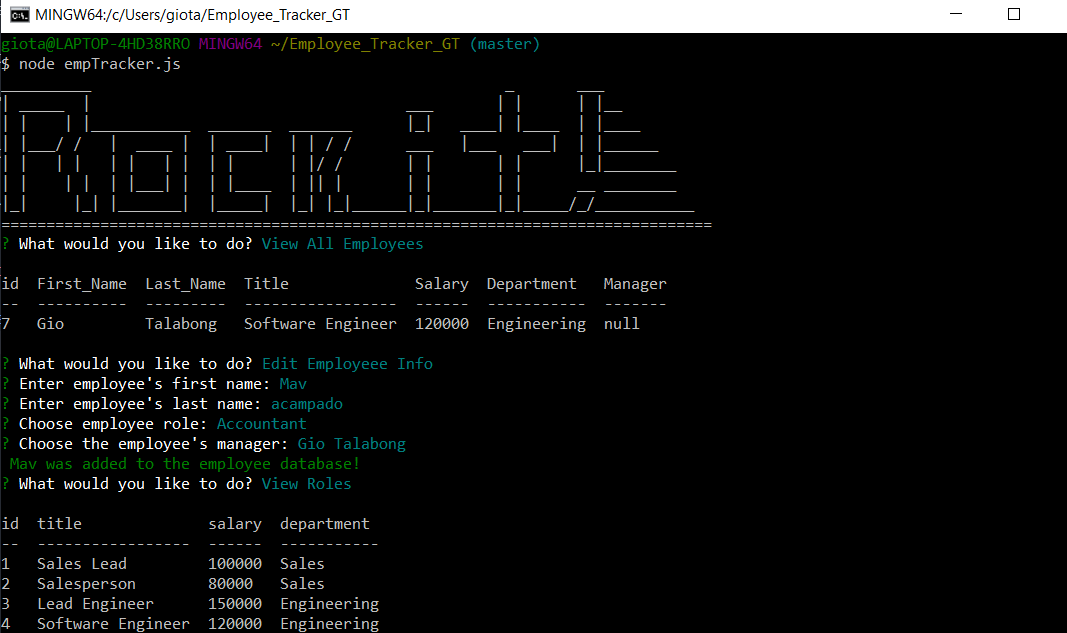 MINGW64:/c/Users/giota/Employee_Tracker_GT
giota@LAPTOP-4HD38RRO MINGW64 ~/Employee_Tracker_GT (master)
$ node empTracker.js
Rockit
========================================================================
? What would you like to do? View All Employees
id  First_Name  Last_Name  Title              Salary  Department   Manager
--  ----------  ---------  -----------------  ------  -----------  -------
7   Gio         Talabong   Software Engineer  120000  Engineering  null
? What would you like to do? Edit Employeee Info
? Enter employee's first name: Mav
? Enter employee's last name: acampado
? Choose employee role: Accountant
? Choose the employee's manager: Gio Talabong
Mav was added to the employee database!
? What would you like to do? View Roles
id  title              salary  department
--  -----------------  ------  -----------
1   Sales Lead         100000  Sales
2   Salesperson        80000   Sales
3   Lead Engineer      150000  Engineering
4   Software Engineer  120000  Engineering